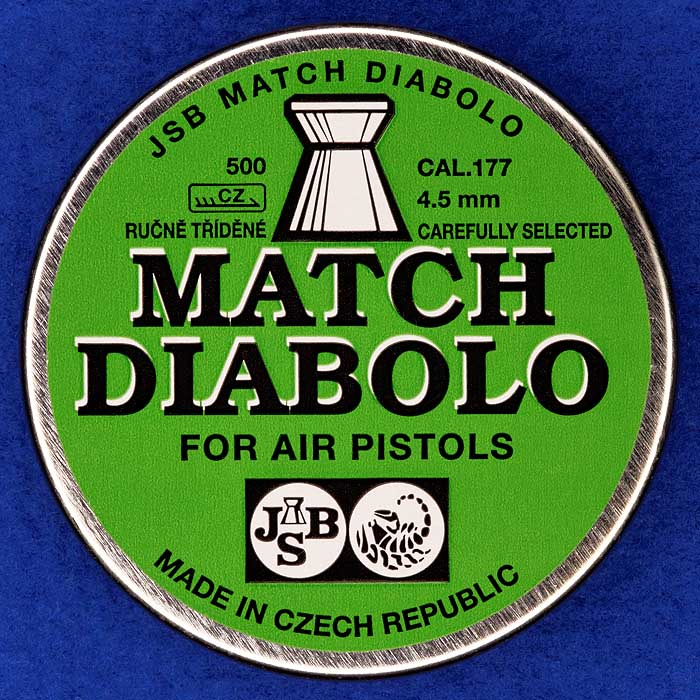 JSB MATCH DIABOLO
500
CAL.177
CZ
4.5 mm
RUČNĚ TŘÍDĚNÉ
CAREFULLY SELECTED
MATCH
DIABOLO
FOR AIR PISTOLS
JSB
MADE IN CZECH REPUBLIC